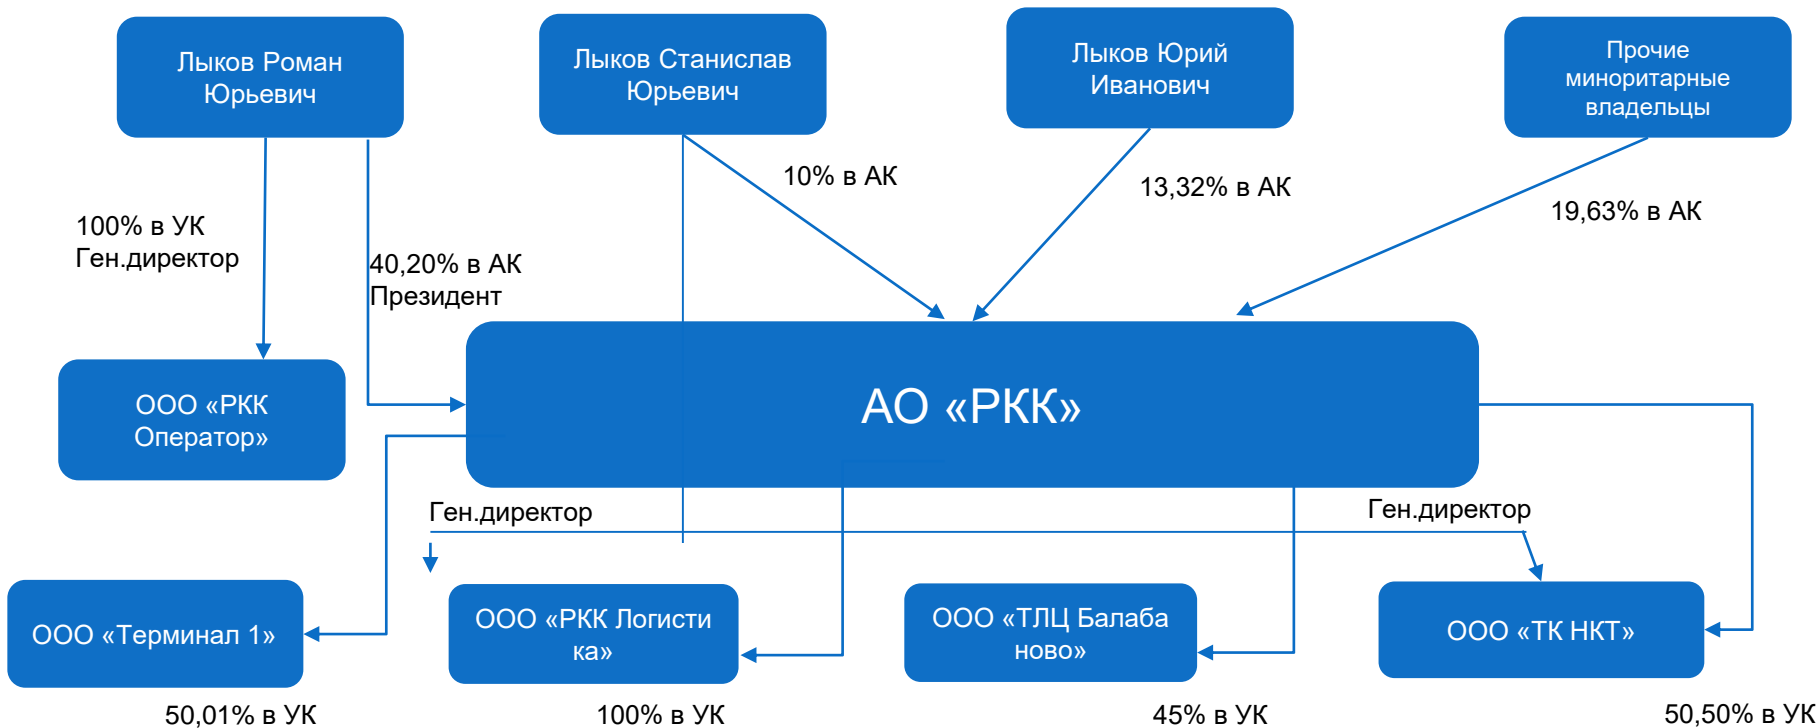 Лыков Роман
Юрьевич
Лыков Станислав
Юрьевич
Лыков Юрий
Иванович
Прочие
миноритарные
владельцы
10% в АК
13,32% в АК
19,63% в АК
100% в УК
Ген.директор
40,20% в АК
Президент
ООО «РКК
Оператор»
АО «РКК»
Ген.директор
Ген.директор
ООО «Терминал 1»
ООО «РКК Логисти
ка»
ООО «ТЛЦ Балаба
ново»
ООО «ТК НКТ»
50,01% в УК
100% в УК
45% в УК
50,50% в УК